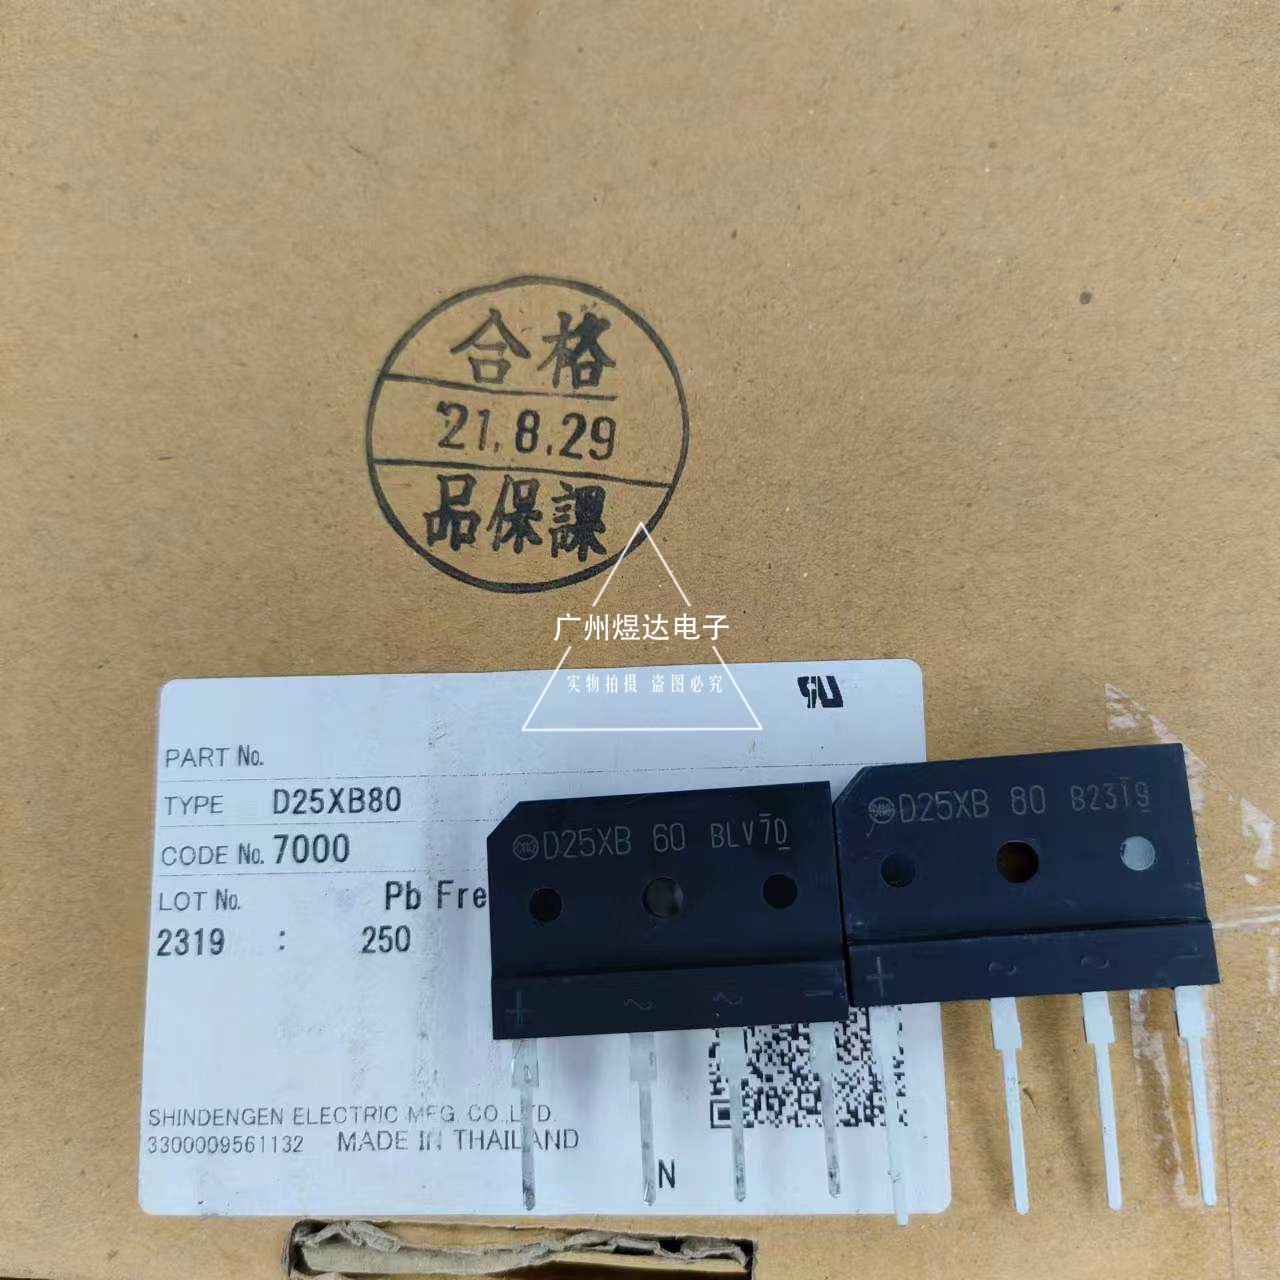 合格
21.8.29
品保課
广州煜达电子
实物拍摄 盗图必究
PART No.
TYPE D25XB80
CODE No. 7000
LOT No. Pb Fre
2319 : 250
D25XB 60 BLV7D
+ ~ ~ -
D25XB 80 B2319
+ ~ ~ -
SHINDENGEN ELECTRIC MFG. CO.,LTD.
3300009561132 MADE IN THAILAND
N